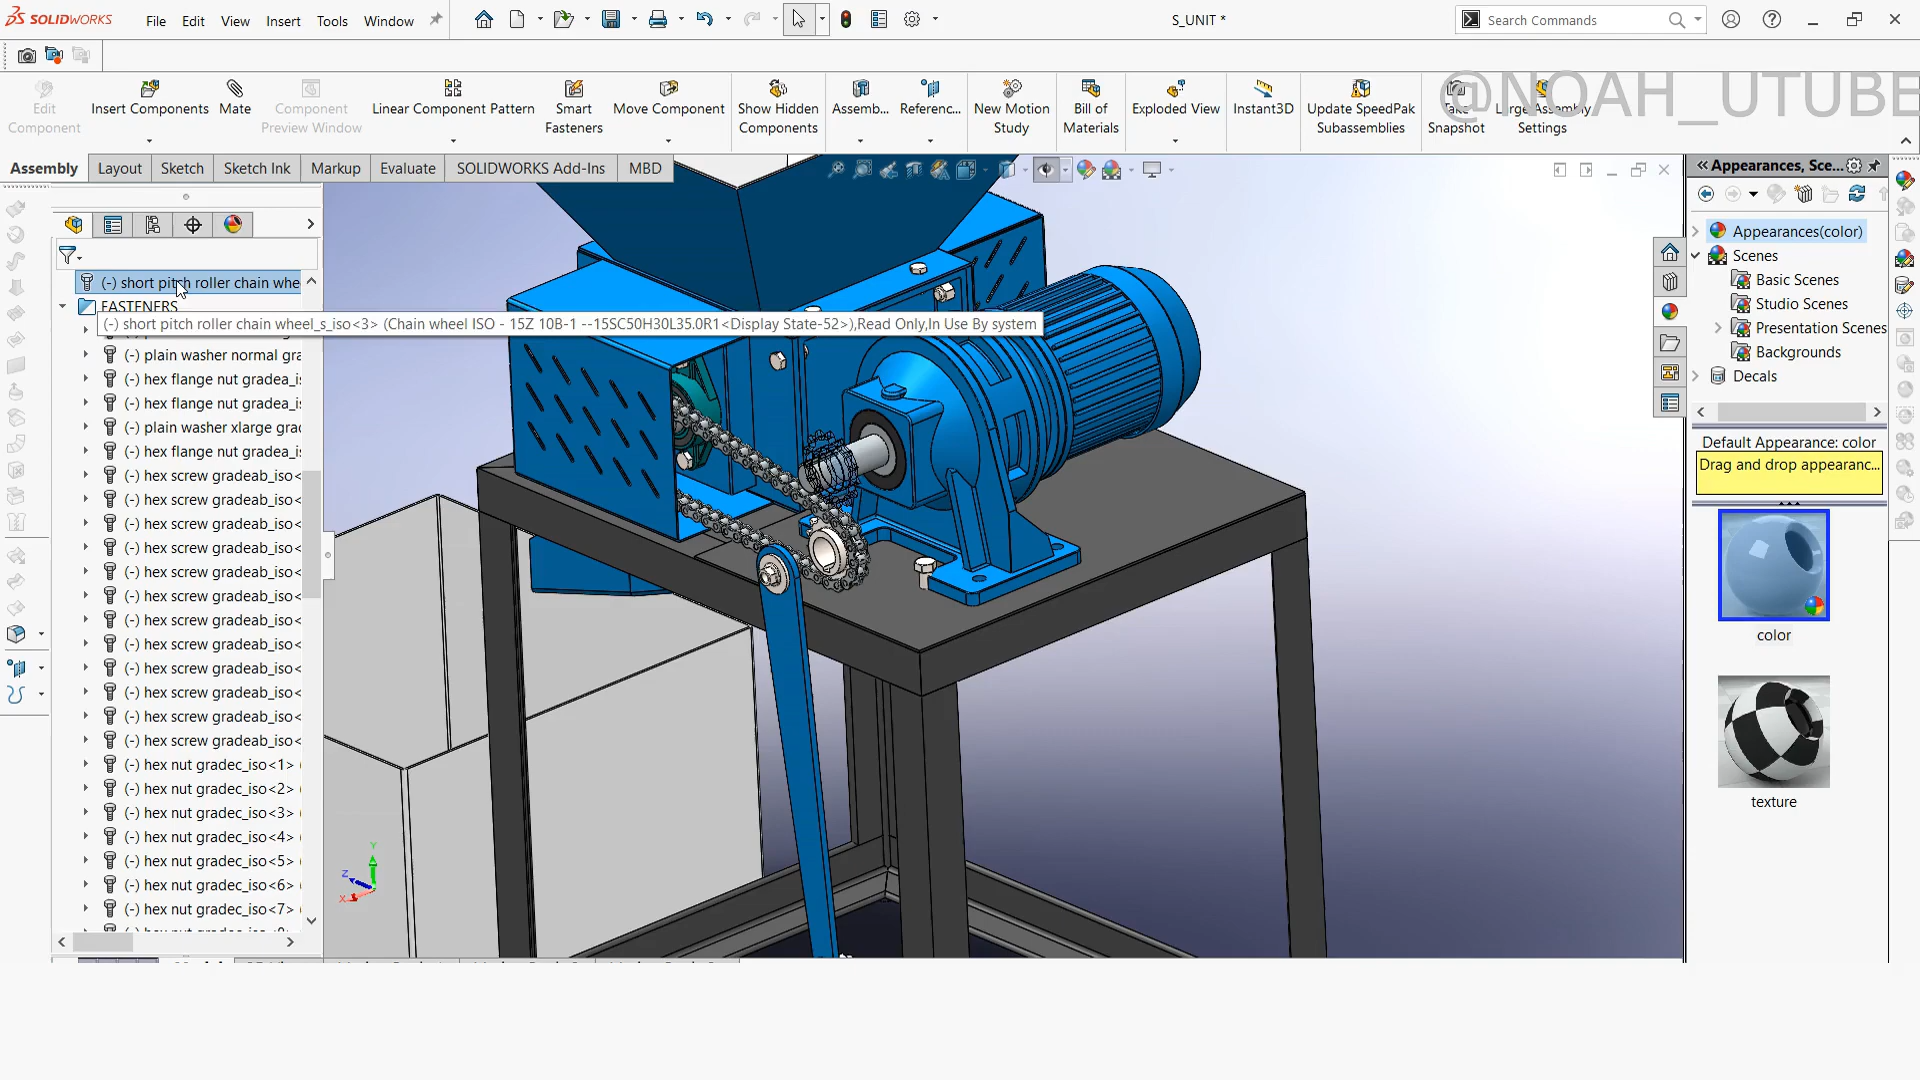 SOLIDWORKS File Edit View Insert Tools Window S_UNIT * Search Commands
@NOAH_UTUBE
Edit Component
Insert Components
Mate
Component Preview Window
Linear Component Pattern
Smart Fasteners
Move Component
Show Hidden Components
Assemb...
Referenc...
New Motion Study
Bill of Materials
Exploded View
Instant3D
Update SpeedPak Subassemblies
Take Snapshot
Large Assembly Settings
Assembly Layout Sketch Sketch Ink Markup Evaluate SOLIDWORKS Add-Ins MBD
(-) short pitch roller chain whe
FASTENERS
(-) short pitch roller chain wheel_s_iso<3> (Chain wheel ISO - 15Z 10B-1 --15SC50H30L35.0R1<Display State-52>),Read Only,In Use By system
(-) plain washer normal gra
(-) hex flange nut gradea_is
(-) hex flange nut gradea_is
(-) plain washer xlarge grad
(-) hex flange nut gradea_is
(-) hex screw gradeab_iso<
(-) hex screw gradeab_iso<
(-) hex screw gradeab_iso<
(-) hex screw gradeab_iso<
(-) hex screw gradeab_iso<
(-) hex screw gradeab_iso<
(-) hex screw gradeab_iso<
(-) hex screw gradeab_iso<
(-) hex screw gradeab_iso<
(-) hex screw gradeab_iso<
(-) hex screw gradeab_iso<
(-) hex screw gradeab_iso<
(-) hex nut gradec_iso<1> (
(-) hex nut gradec_iso<2> (
(-) hex nut gradec_iso<3> (
(-) hex nut gradec_iso<4> (
(-) hex nut gradec_iso<5> (
(-) hex nut gradec_iso<6> (
(-) hex nut gradec_iso<7> (
Y
Z
X
Appearances, Sce...
Appearances(color)
Scenes
Basic Scenes
Studio Scenes
Presentation Scenes
Backgrounds
Decals
Default Appearance: color
Drag and drop appearanc...
color
texture